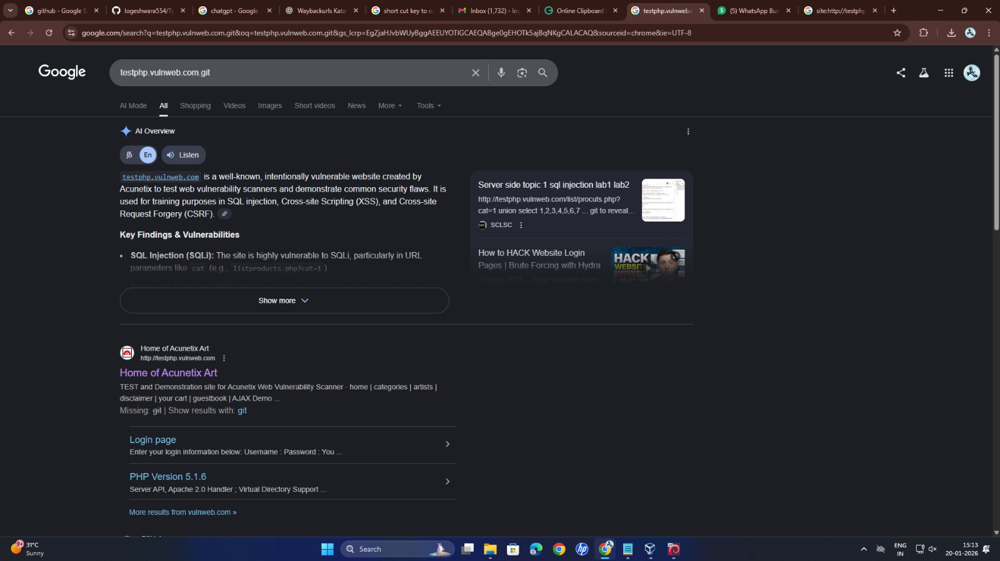 github - Google S
logeshwara554/Ty
chatgpt - Google
Waybackurls Kata
short cut key to e
Inbox (1,732) - log
Online Clipboard
testphp.vulnweb.c
(5) WhatsApp Bus
site:http://testphp
google.com/search?q=testphp.vulnweb.com.git&oq=testphp.vulnweb.com.git&gs_lcrp=EgZjaHJvbWUyBggAEEUYOTIGCAEQABge0gEHOTk5ajBqNKgCALACAQ&sourceid=chrome&ie=UTF-8
Google
testphp.vulnweb.com.git
AI Mode
All
Shopping
Videos
Images
Short videos
News
More
Tools
AI Overview
த
En
Listen
testphp.vulnweb.com is a well-known, intentionally vulnerable website created by
Acunetix to test web vulnerability scanners and demonstrate common security flaws. It is
used for training purposes in SQL injection, Cross-site Scripting (XSS), and Cross-site
Request Forgery (CSRF).
Key Findings & Vulnerabilities
• SQL Injection (SQLi): The site is highly vulnerable to SQLi, particularly in URL
parameters like cat (e.g., listproducts.php?cat=1 ).
Show more
Server side topic 1 sql injection lab1 lab2
http://testphp.vulnweb.com/list/procuts.php?
cat=1 union select 1,2,3,4,5,6,7 ... git to reveal...
SCLSC
How to HACK Website Login
Pages | Brute Forcing with Hydra
HACK
WEBSITE
Home of Acunetix Art
http://testphp.vulnweb.com
Home of Acunetix Art
TEST and Demonstration site for Acunetix Web Vulnerability Scanner · home | categories | artists |
disclaimer | your cart | guestbook | AJAX Demo ...
Missing: git | Show results with: git
Login page
Enter your login information below: Username : Password : You ...
PHP Version 5.1.6
Server API, Apache 2.0 Handler ; Virtual Directory Support ...
More results from vulnweb.com »
9+
31°C
Sunny
Search
ENG
IN
15:13
20-01-2026